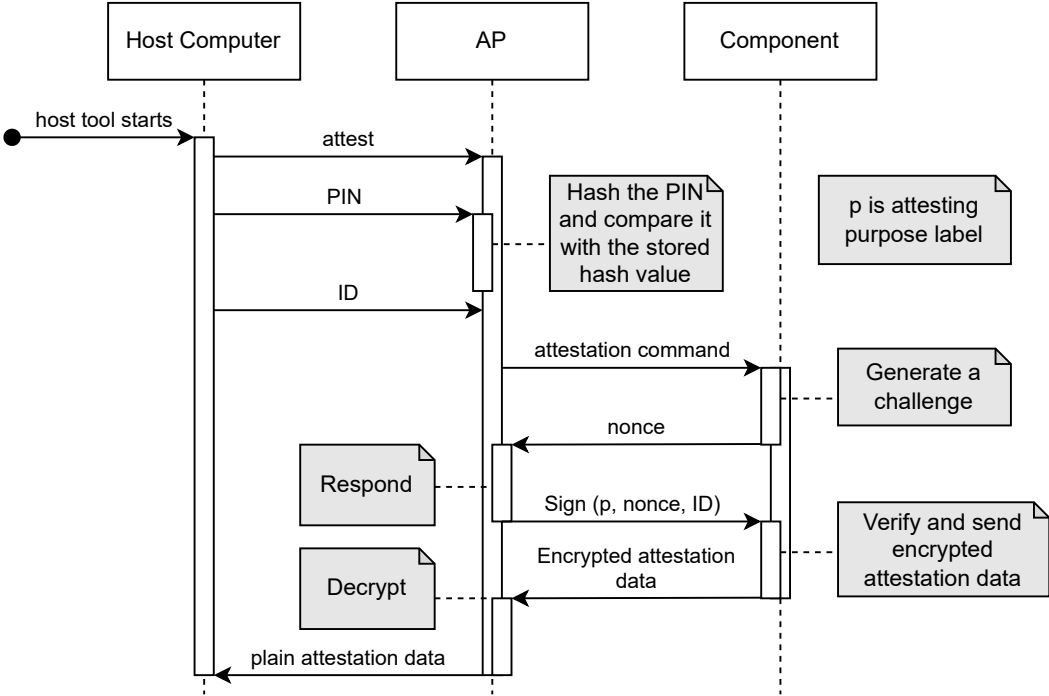 Host Computer
AP
Component
host tool starts
attest
PIN
Hash the PIN
and compare it
with the stored
hash value
p is attesting
purpose label
ID
attestation command
Generate a
challenge
nonce
Respond
Sign (p, nonce, ID)
Verify and send
encrypted
attestation data
Encrypted attestation
data
Decrypt
plain attestation data